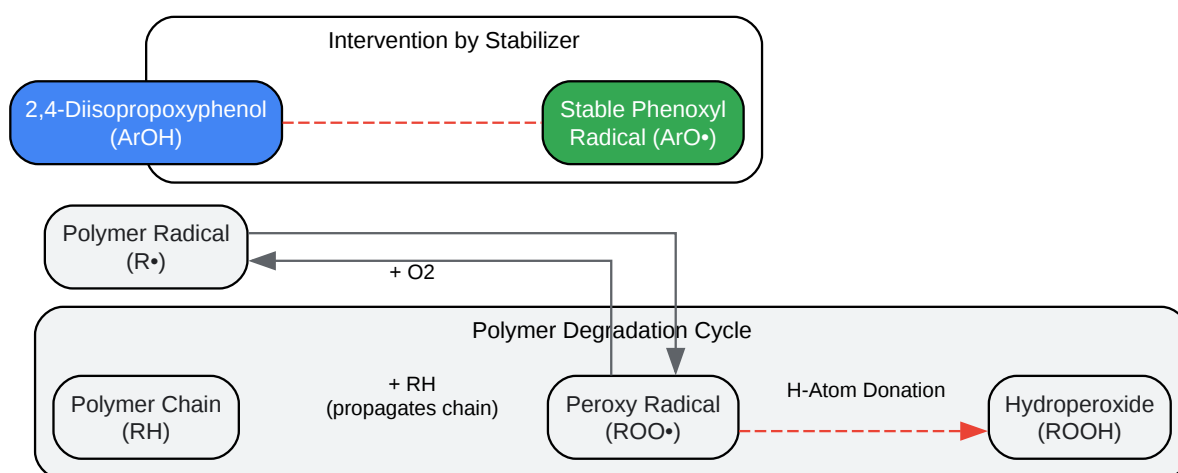 Intervention by Stabilizer
2,4-Diisopropoxyphenol
(ArOH)
Stable Phenoxyl
Radical (ArO•)
Polymer Radical
(R•)
+ O2
Polymer Degradation Cycle
Polymer Chain
(RH)
+ RH
(propagates chain)
Peroxy Radical
(ROO•)
H-Atom Donation
Hydroperoxide
(ROOH)